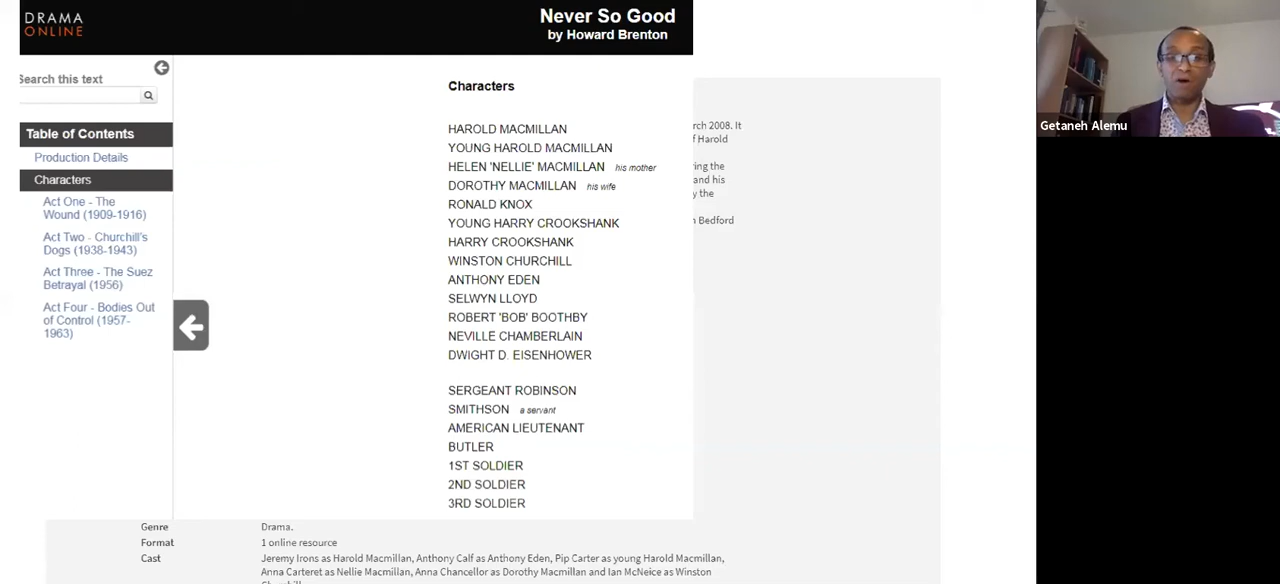 DRAMA
ONLINE
Never So Good
by Howard Brenton
Search this text
Table of Contents
Production Details
Characters
Act One - The
Wound (1909-1916)
Act Two - Churchill's
Dogs (1938-1943)
Act Three - The Suez
Betrayal (1956)
Act Four - Bodies Out
of Control (1957-
1963)
Characters
HAROLD MACMILLAN
YOUNG HAROLD MACMILLAN
HELEN 'NELLIE' MACMILLAN his mother
DOROTHY MACMILLAN his wife
RONALD KNOX
YOUNG HARRY CROOKSHANK
HARRY CROOKSHANK
WINSTON CHURCHILL
ANTHONY EDEN
SELWYN LLOYD
ROBERT 'BOB' BOOTHBY
NEVILLE CHAMBERLAIN
DWIGHT D. EISENHOWER
SERGEANT ROBINSON
SMITHSON a servant
AMERICAN LIEUTENANT
BUTLER
1ST SOLDIER
2ND SOLDIER
3RD SOLDIER
rch 2008. It
f Harold
ring the
and his
y the
n Bedford
Genre Drama.
Format 1 online resource
Cast Jeremy Irons as Harold Macmillan, Anthony Calf as Anthony Eden, Pip Carter as young Harold Macmillan,
Anna Carteret as Nellie Macmillan, Anna Chancellor as Dorothy Macmillan and Ian McNeice as Winston
Getaneh Alemu